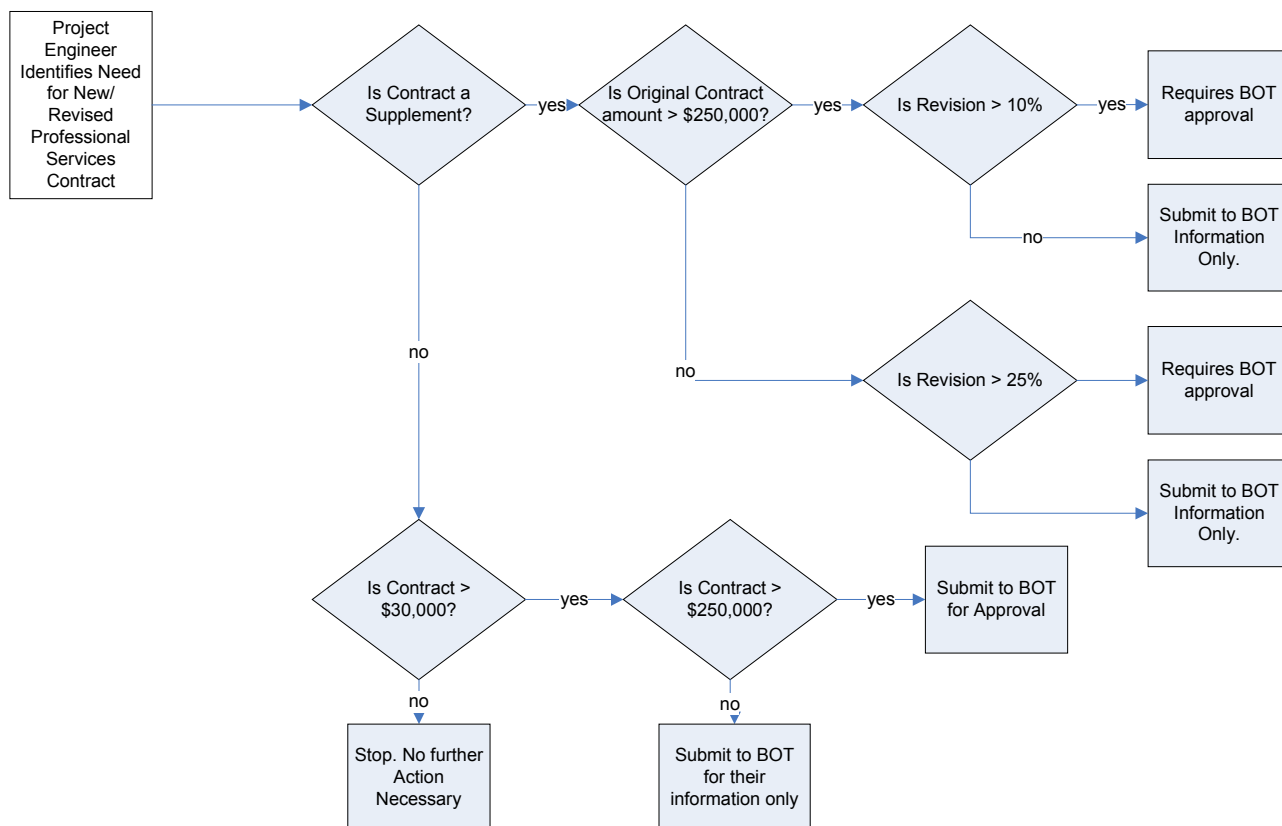 Project
Engineer
Identifies Need
for New/
Revised
Professional
Services
Contract
Is Contract a
Supplement?
yes
Is Original Contract
amount > $250,000?
yes
Is Revision > 10%
yes
Requires BOT
approval
no
Submit to BOT
Information
Only.
no
no
Is Revision > 25%
Requires BOT
approval
Submit to BOT
Information
Only.
Is Contract >
$30,000?
yes
Is Contract >
$250,000?
yes
Submit to BOT
for Approval
no
no
Stop. No further
Action
Necessary
Submit to BOT
for their
information only